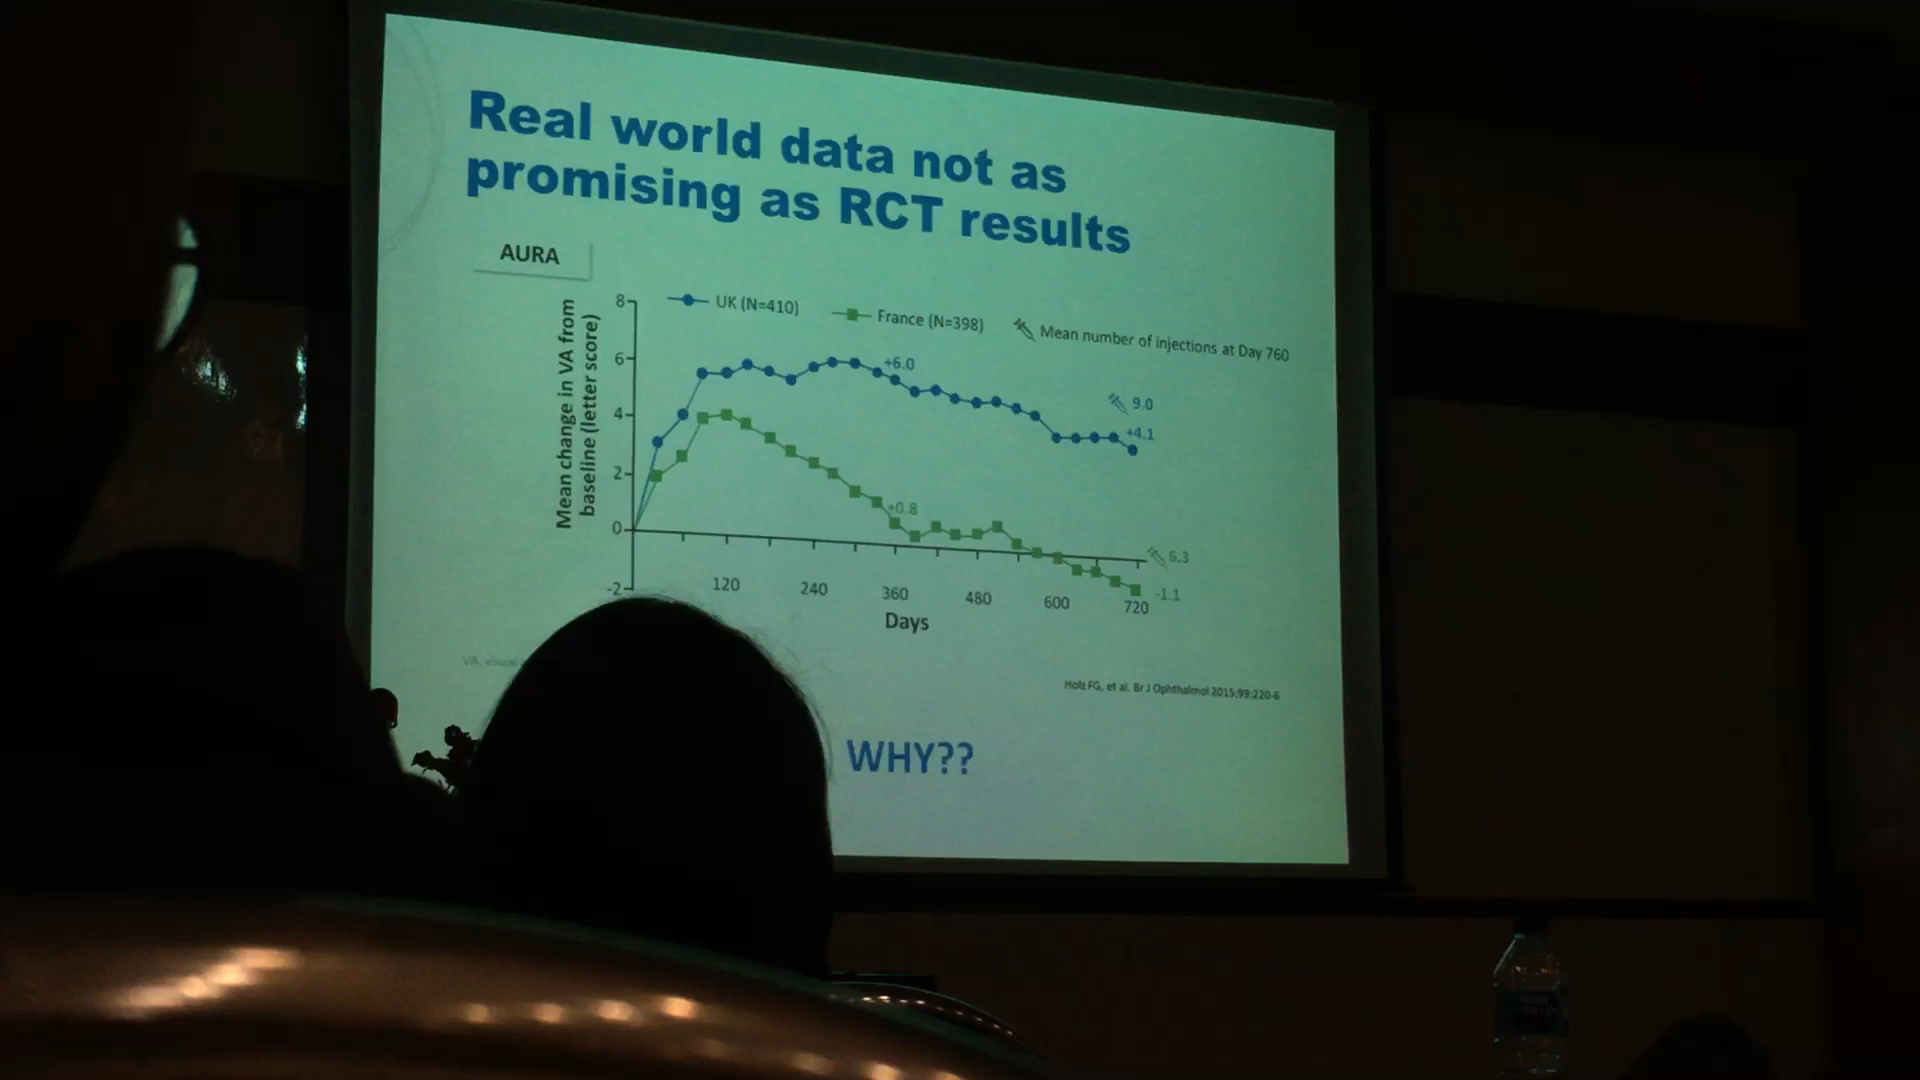 Real world data not as
promising as RCT results
AURA
UK (N=410)
France (N=398)
Mean number of injections at Day 760
Mean change in VA from
baseline (letter score)
8
6
4
2
0
-2
+6.0
9.0
+4.1
+0.8
6.3
-1.1
120 240 360 480 600 720
Days
VA, visual
Holz FG, et al. Br J Ophthalmol 2015;99:220-6
WHY??